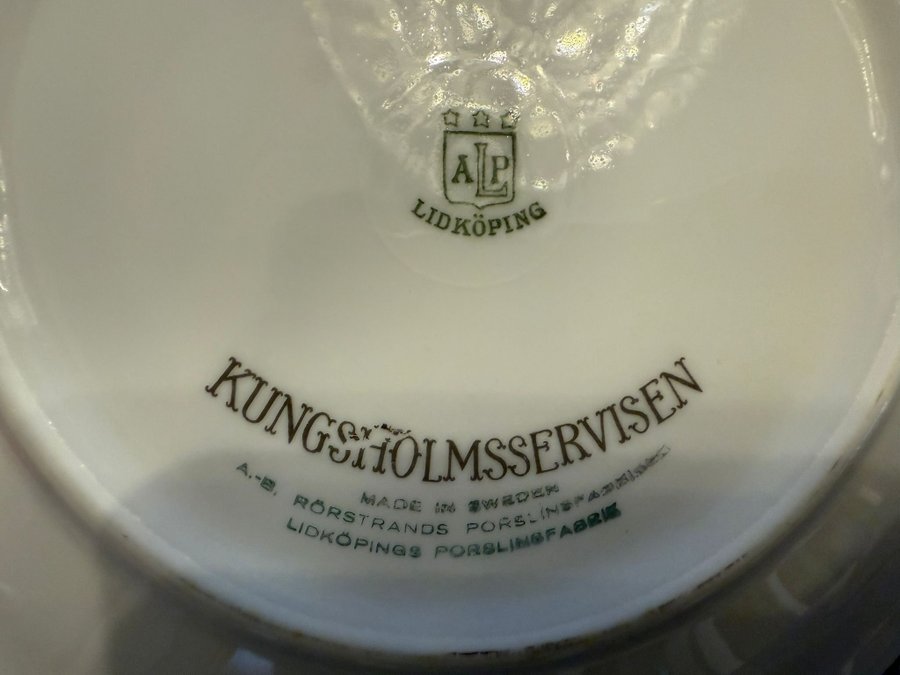 ALP
LIDKÖPING
KUNGSHOLMSSERVISEN
MADE IN SWEDEN
A.-B. RÖRSTRANDS PORSLINSFABRIKER
LIDKÖPINGS PORSLINSFABRIK